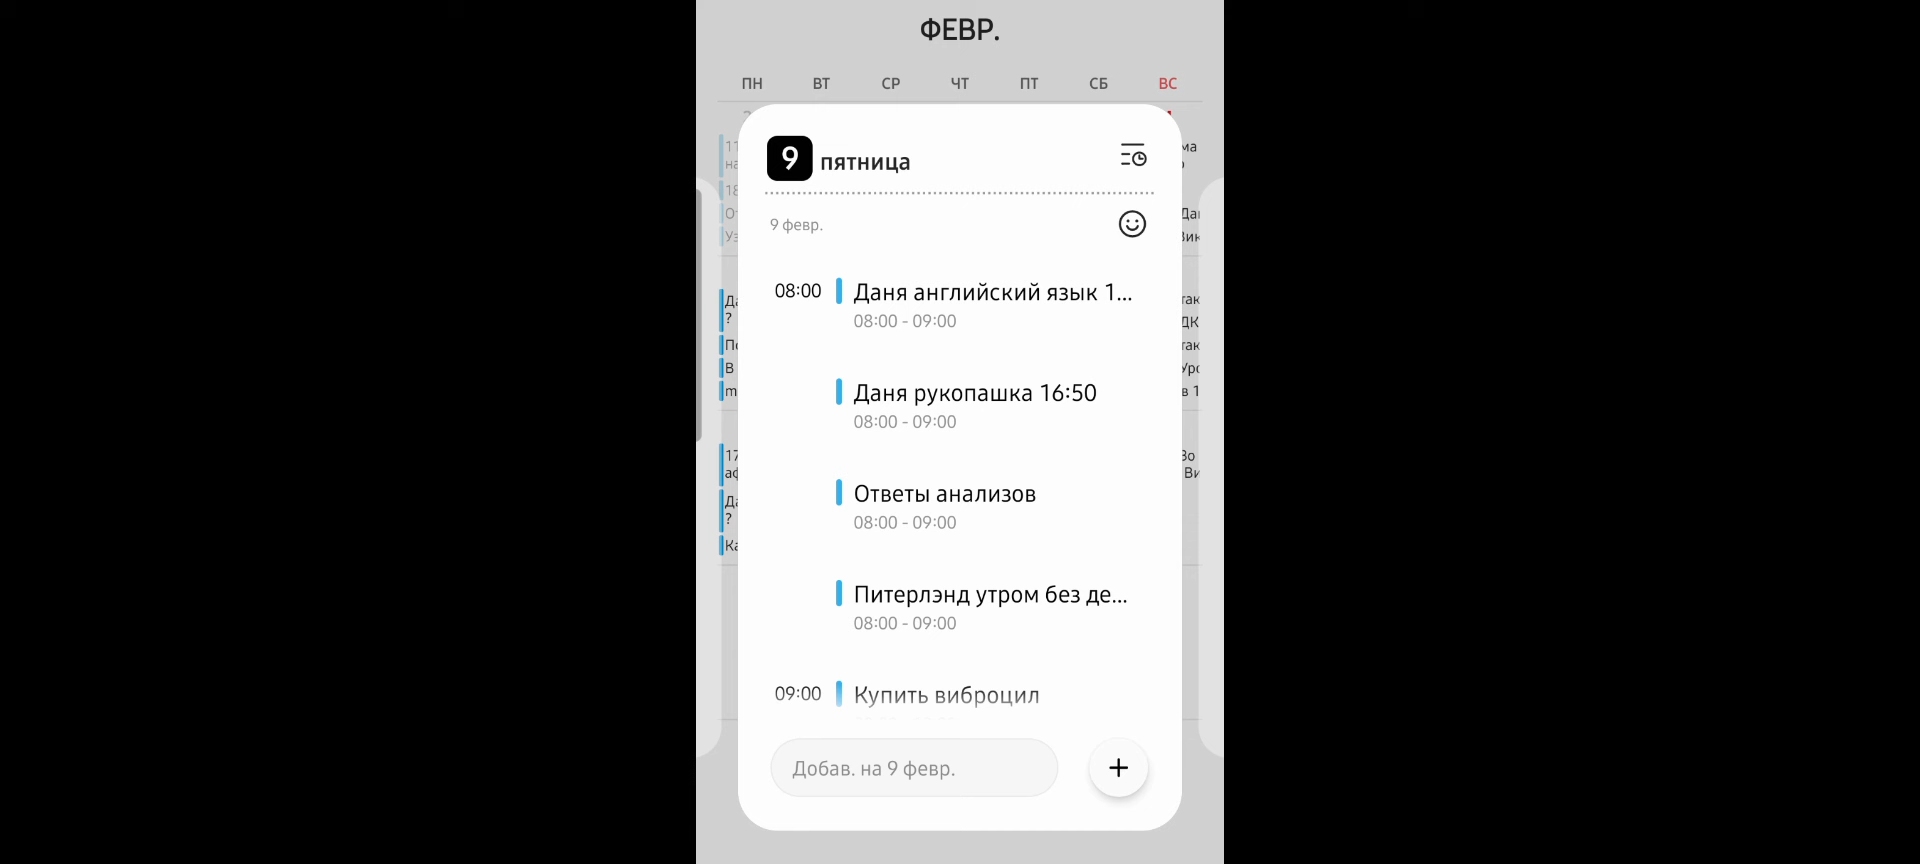 ФЕВР.
ПН ВТ СР ЧТ ПТ СБ ВС
9 пятница
9 февр.
08:00 Даня английский язык 1...
08:00 - 09:00
Даня рукопашка 16:50
08:00 - 09:00
Ответы анализов
08:00 - 09:00
Питерлэнд утром без де...
08:00 - 09:00
09:00 Купить виброцил
Добав. на 9 февр.